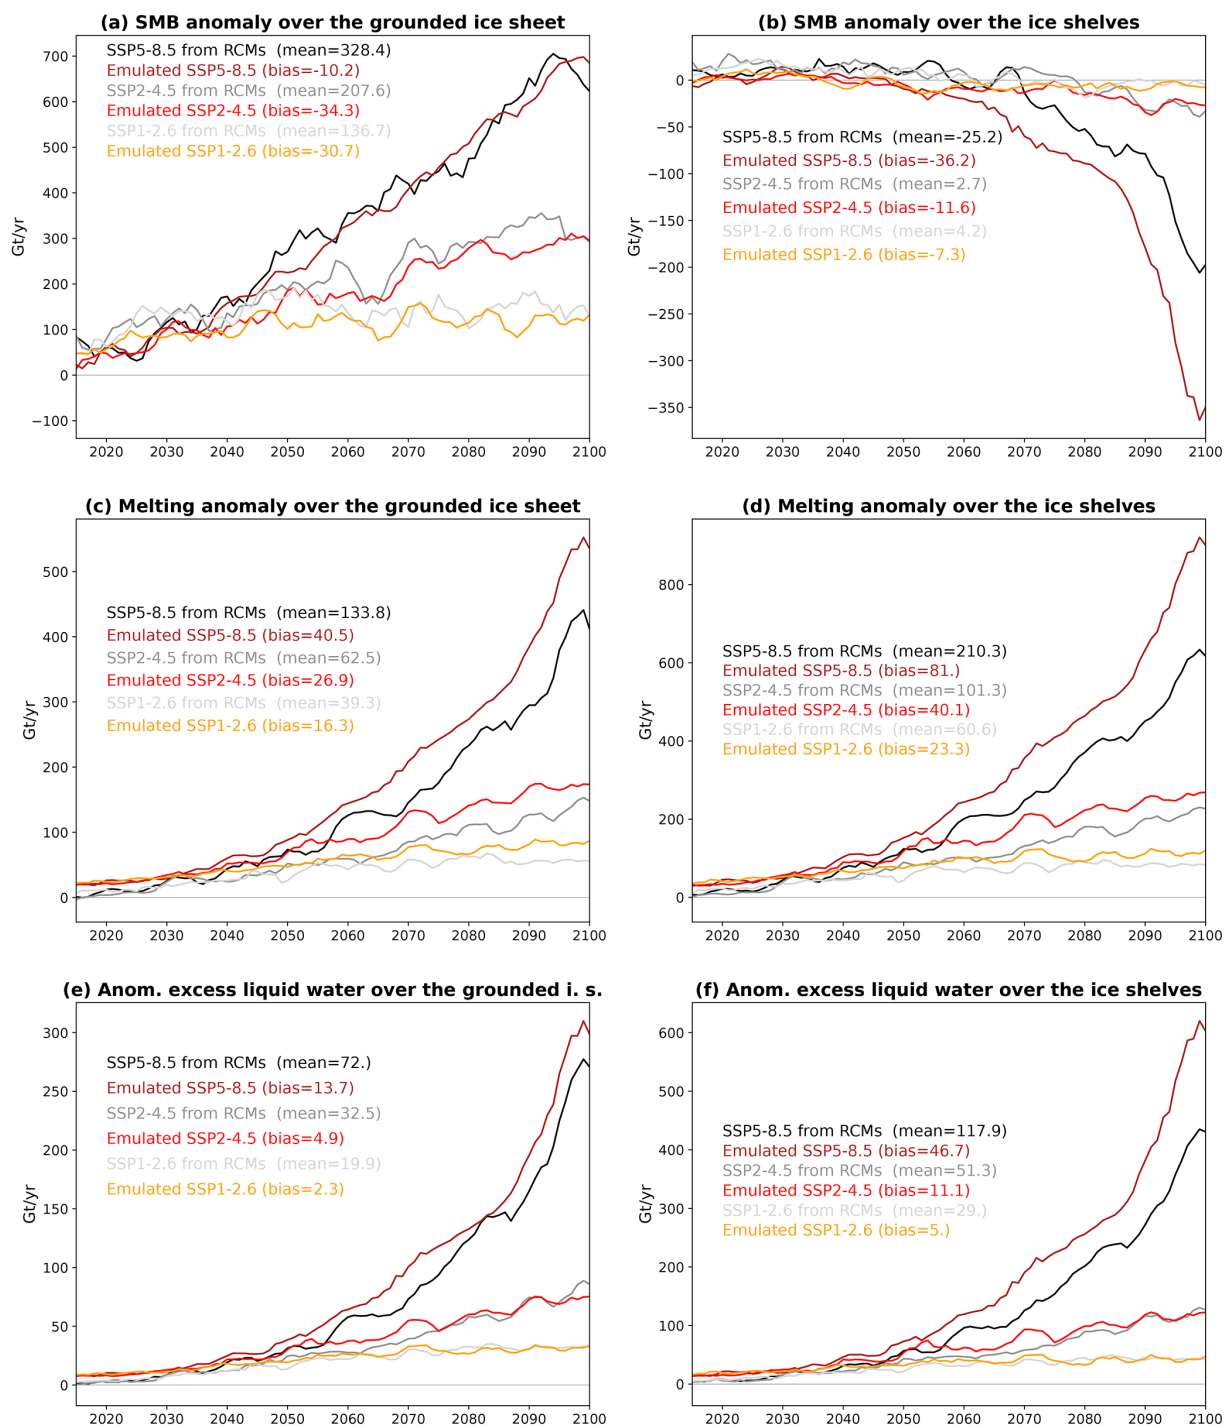 (a) SMB anomaly over the grounded ice sheet
SSP5-8.5 from RCMs (mean=328.4)
Emulated SSP5-8.5 (bias=-10.2)
SSP2-4.5 from RCMs (mean=207.6)
Emulated SSP2-4.5 (bias=-34.3)
SSP1-2.6 from RCMs (mean=136.7)
Emulated SSP1-2.6 (bias=-30.7)
Gt/yr
700
600
500
400
300
200
100
0
−100
2020 2030 2040 2050 2060 2070 2080 2090 2100
(b) SMB anomaly over the ice shelves
SSP5-8.5 from RCMs (mean=-25.2)
Emulated SSP5-8.5 (bias=-36.2)
SSP2-4.5 from RCMs (mean=2.7)
Emulated SSP2-4.5 (bias=-11.6)
SSP1-2.6 from RCMs (mean=4.2)
Emulated SSP1-2.6 (bias=-7.3)
Gt/yr
0
−50
−100
−150
−200
−250
−300
−350
2020 2030 2040 2050 2060 2070 2080 2090 2100
(c) Melting anomaly over the grounded ice sheet
SSP5-8.5 from RCMs (mean=133.8)
Emulated SSP5-8.5 (bias=40.5)
SSP2-4.5 from RCMs (mean=62.5)
Emulated SSP2-4.5 (bias=26.9)
SSP1-2.6 from RCMs (mean=39.3)
Emulated SSP1-2.6 (bias=16.3)
Gt/yr
500
400
300
200
100
0
2020 2030 2040 2050 2060 2070 2080 2090 2100
(d) Melting anomaly over the ice shelves
SSP5-8.5 from RCMs (mean=210.3)
Emulated SSP5-8.5 (bias=81.)
SSP2-4.5 from RCMs (mean=101.3)
Emulated SSP2-4.5 (bias=40.1)
SSP1-2.6 from RCMs (mean=60.6)
Emulated SSP1-2.6 (bias=23.3)
Gt/yr
800
600
400
200
0
2020 2030 2040 2050 2060 2070 2080 2090 2100
(e) Anom. excess liquid water over the grounded i. s.
SSP5-8.5 from RCMs (mean=72.)
Emulated SSP5-8.5 (bias=13.7)
SSP2-4.5 from RCMs (mean=32.5)
Emulated SSP2-4.5 (bias=4.9)
SSP1-2.6 from RCMs (mean=19.9)
Emulated SSP1-2.6 (bias=2.3)
Gt/yr
300
250
200
150
100
50
0
2020 2030 2040 2050 2060 2070 2080 2090 2100
(f) Anom. excess liquid water over the ice shelves
SSP5-8.5 from RCMs (mean=117.9)
Emulated SSP5-8.5 (bias=46.7)
SSP2-4.5 from RCMs (mean=51.3)
Emulated SSP2-4.5 (bias=11.1)
SSP1-2.6 from RCMs (mean=29.)
Emulated SSP1-2.6 (bias=5.)
Gt/yr
600
500
400
300
200
100
0
2020 2030 2040 2050 2060 2070 2080 2090 2100